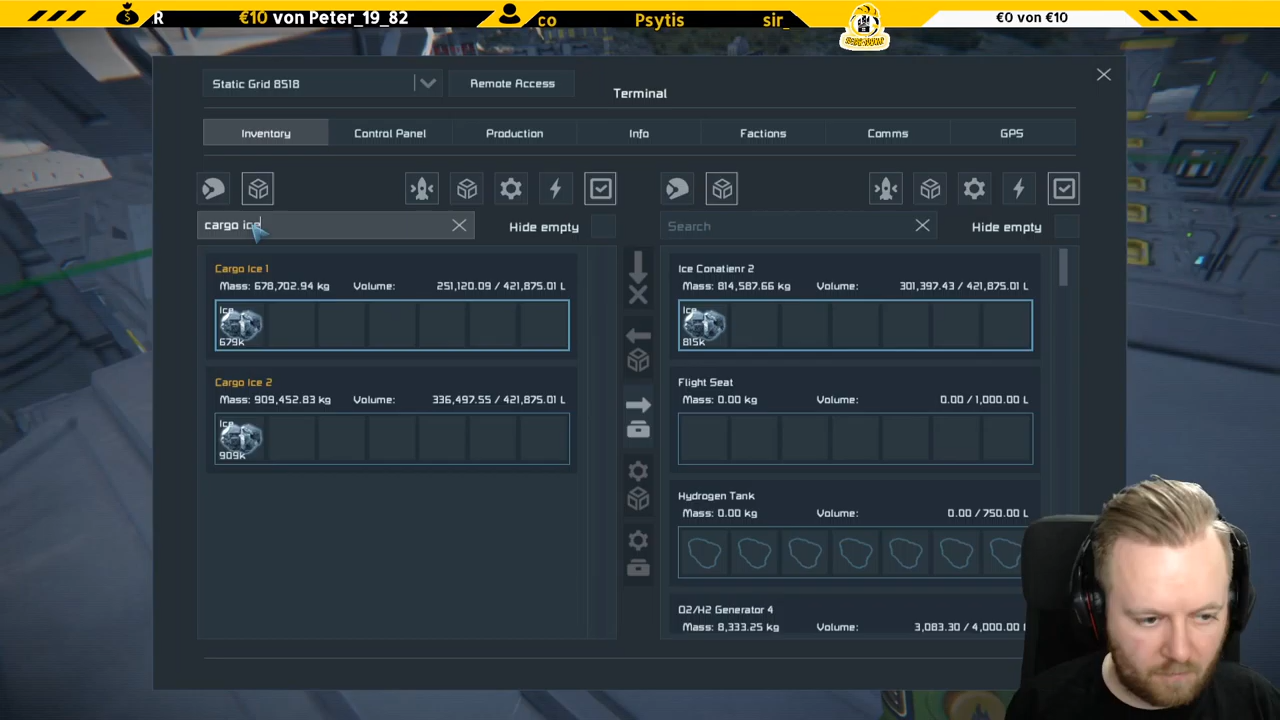 R
€10 von Peter_19_82
co
Psytis
sir_
€0 von €10
Static Grid 8518
Remote Access
Terminal
Inventory
Control Panel
Production
Info
Factions
Comms
GPS
cargo ice
Hide empty
Search
Hide empty
Cargo Ice 1
Mass: 678,702.94 kg Volume: 251,120.09 / 421,875.01 L
Ice
679k
Cargo Ice 2
Mass: 909,452.83 kg Volume: 336,497.55 / 421,875.01 L
Ice
909k
Ice Conatienr 2
Mass: 814,587.66 kg Volume: 301,397.43 / 421,875.01 L
Ice
815k
Flight Seat
Mass: 0.00 kg Volume: 0.00 / 1,000.00 L
Hydrogen Tank
Mass: 0.00 kg Volume: 0.00 / 750.00 L
O2/H2 Generator 4
Mass: 8,333.25 kg Volume: 3,083.30 / 4,000.00 L